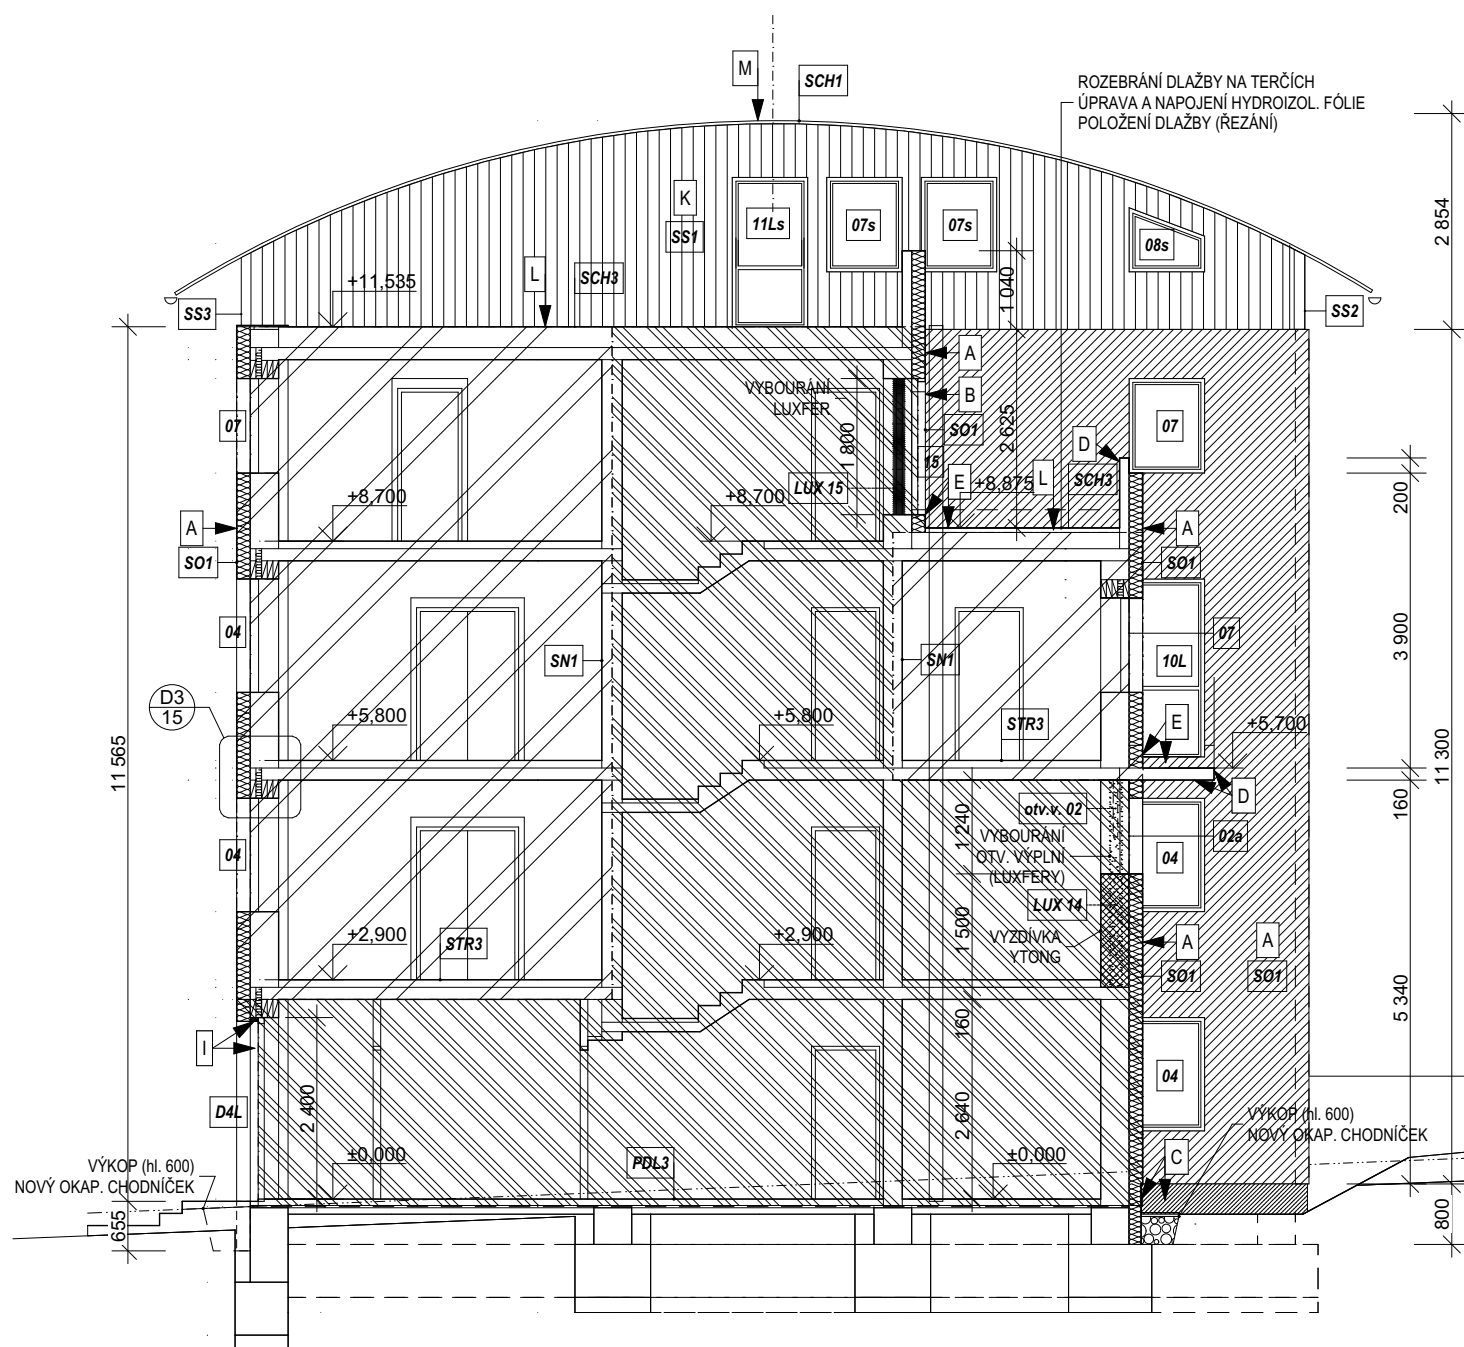 M
SCH1
ROZEBRÁNÍ DLAŽBY NA TERČÍCH
ÚPRAVA A NAPOJENÍ HYDROIZOL. FÓLIE
POLOŽENÍ DLAŽBY (ŘEZÁNÍ)
2 854
K
SS1
11Ls
07s
07s
08s
L
SCH3
+11,535
1 040
SS3
SS2
A
VYBOURÁNÍ
LUXFER
B
1 800
SO1
2 625
D
07
07
15
LUX 15
E
+8,875
L
SCH3
200
+8,700
+8,700
A
SO1
A
SO1
04
SN1
SN1
07
10L
3 900
D3
15
+5,800
+5,800
STR3
E
+5,700
11 565
11 300
D
160
otv.v. 02
1240
VYBOURÁNÍ
OTV. VÝPLNÍ
(LUXFERY)
02a
04
04
LUX 14
1 500
VYZDÍVKA
YTONG
+2,900
STR3
+2,900
A
SO1
A
SO1
5 340
I
160
04
D4L
2 400
2 640
VÝKOP (hl. 600)
NOVÝ OKAP. CHODNÍČEK
±0,000
PDL3
±0,000
C
VÝKOP (hl. 600)
NOVÝ OKAP. CHODNÍČEK
655
800